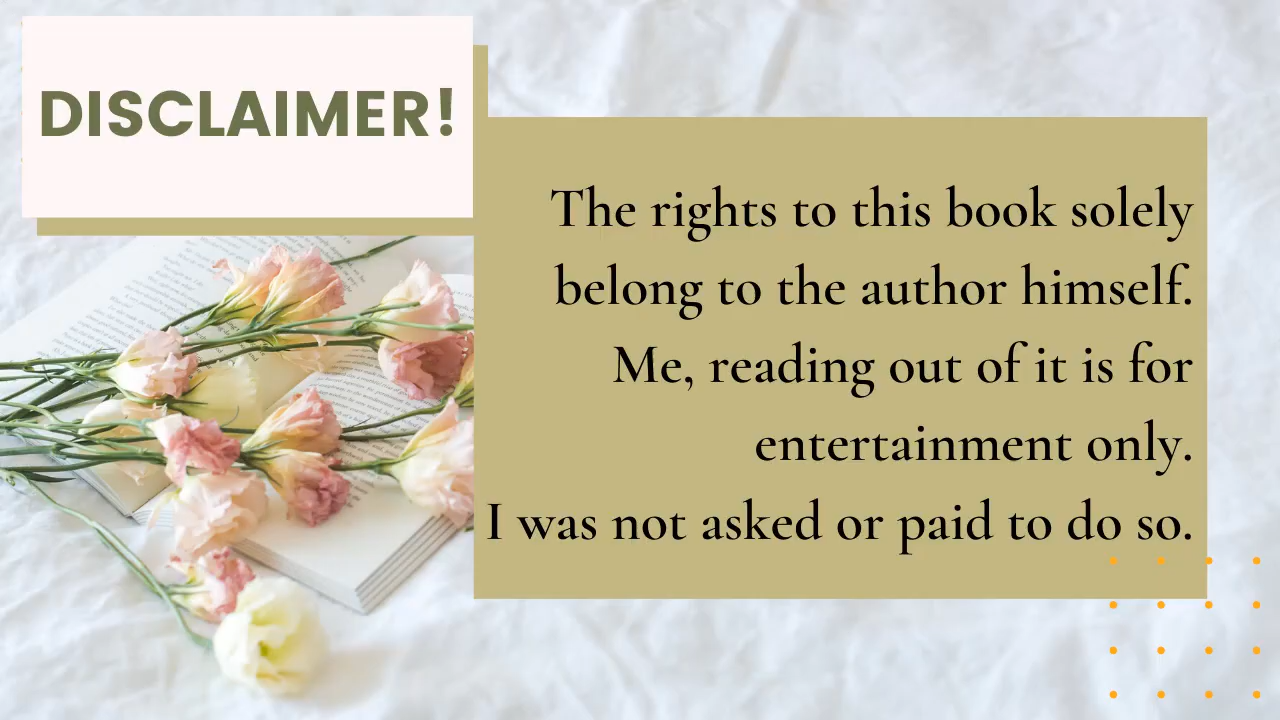 DISCLAIMER!
The rights to this book solely
belong to the author himself.
Me, reading out of it is for
entertainment only.
I was not asked or paid to do so.